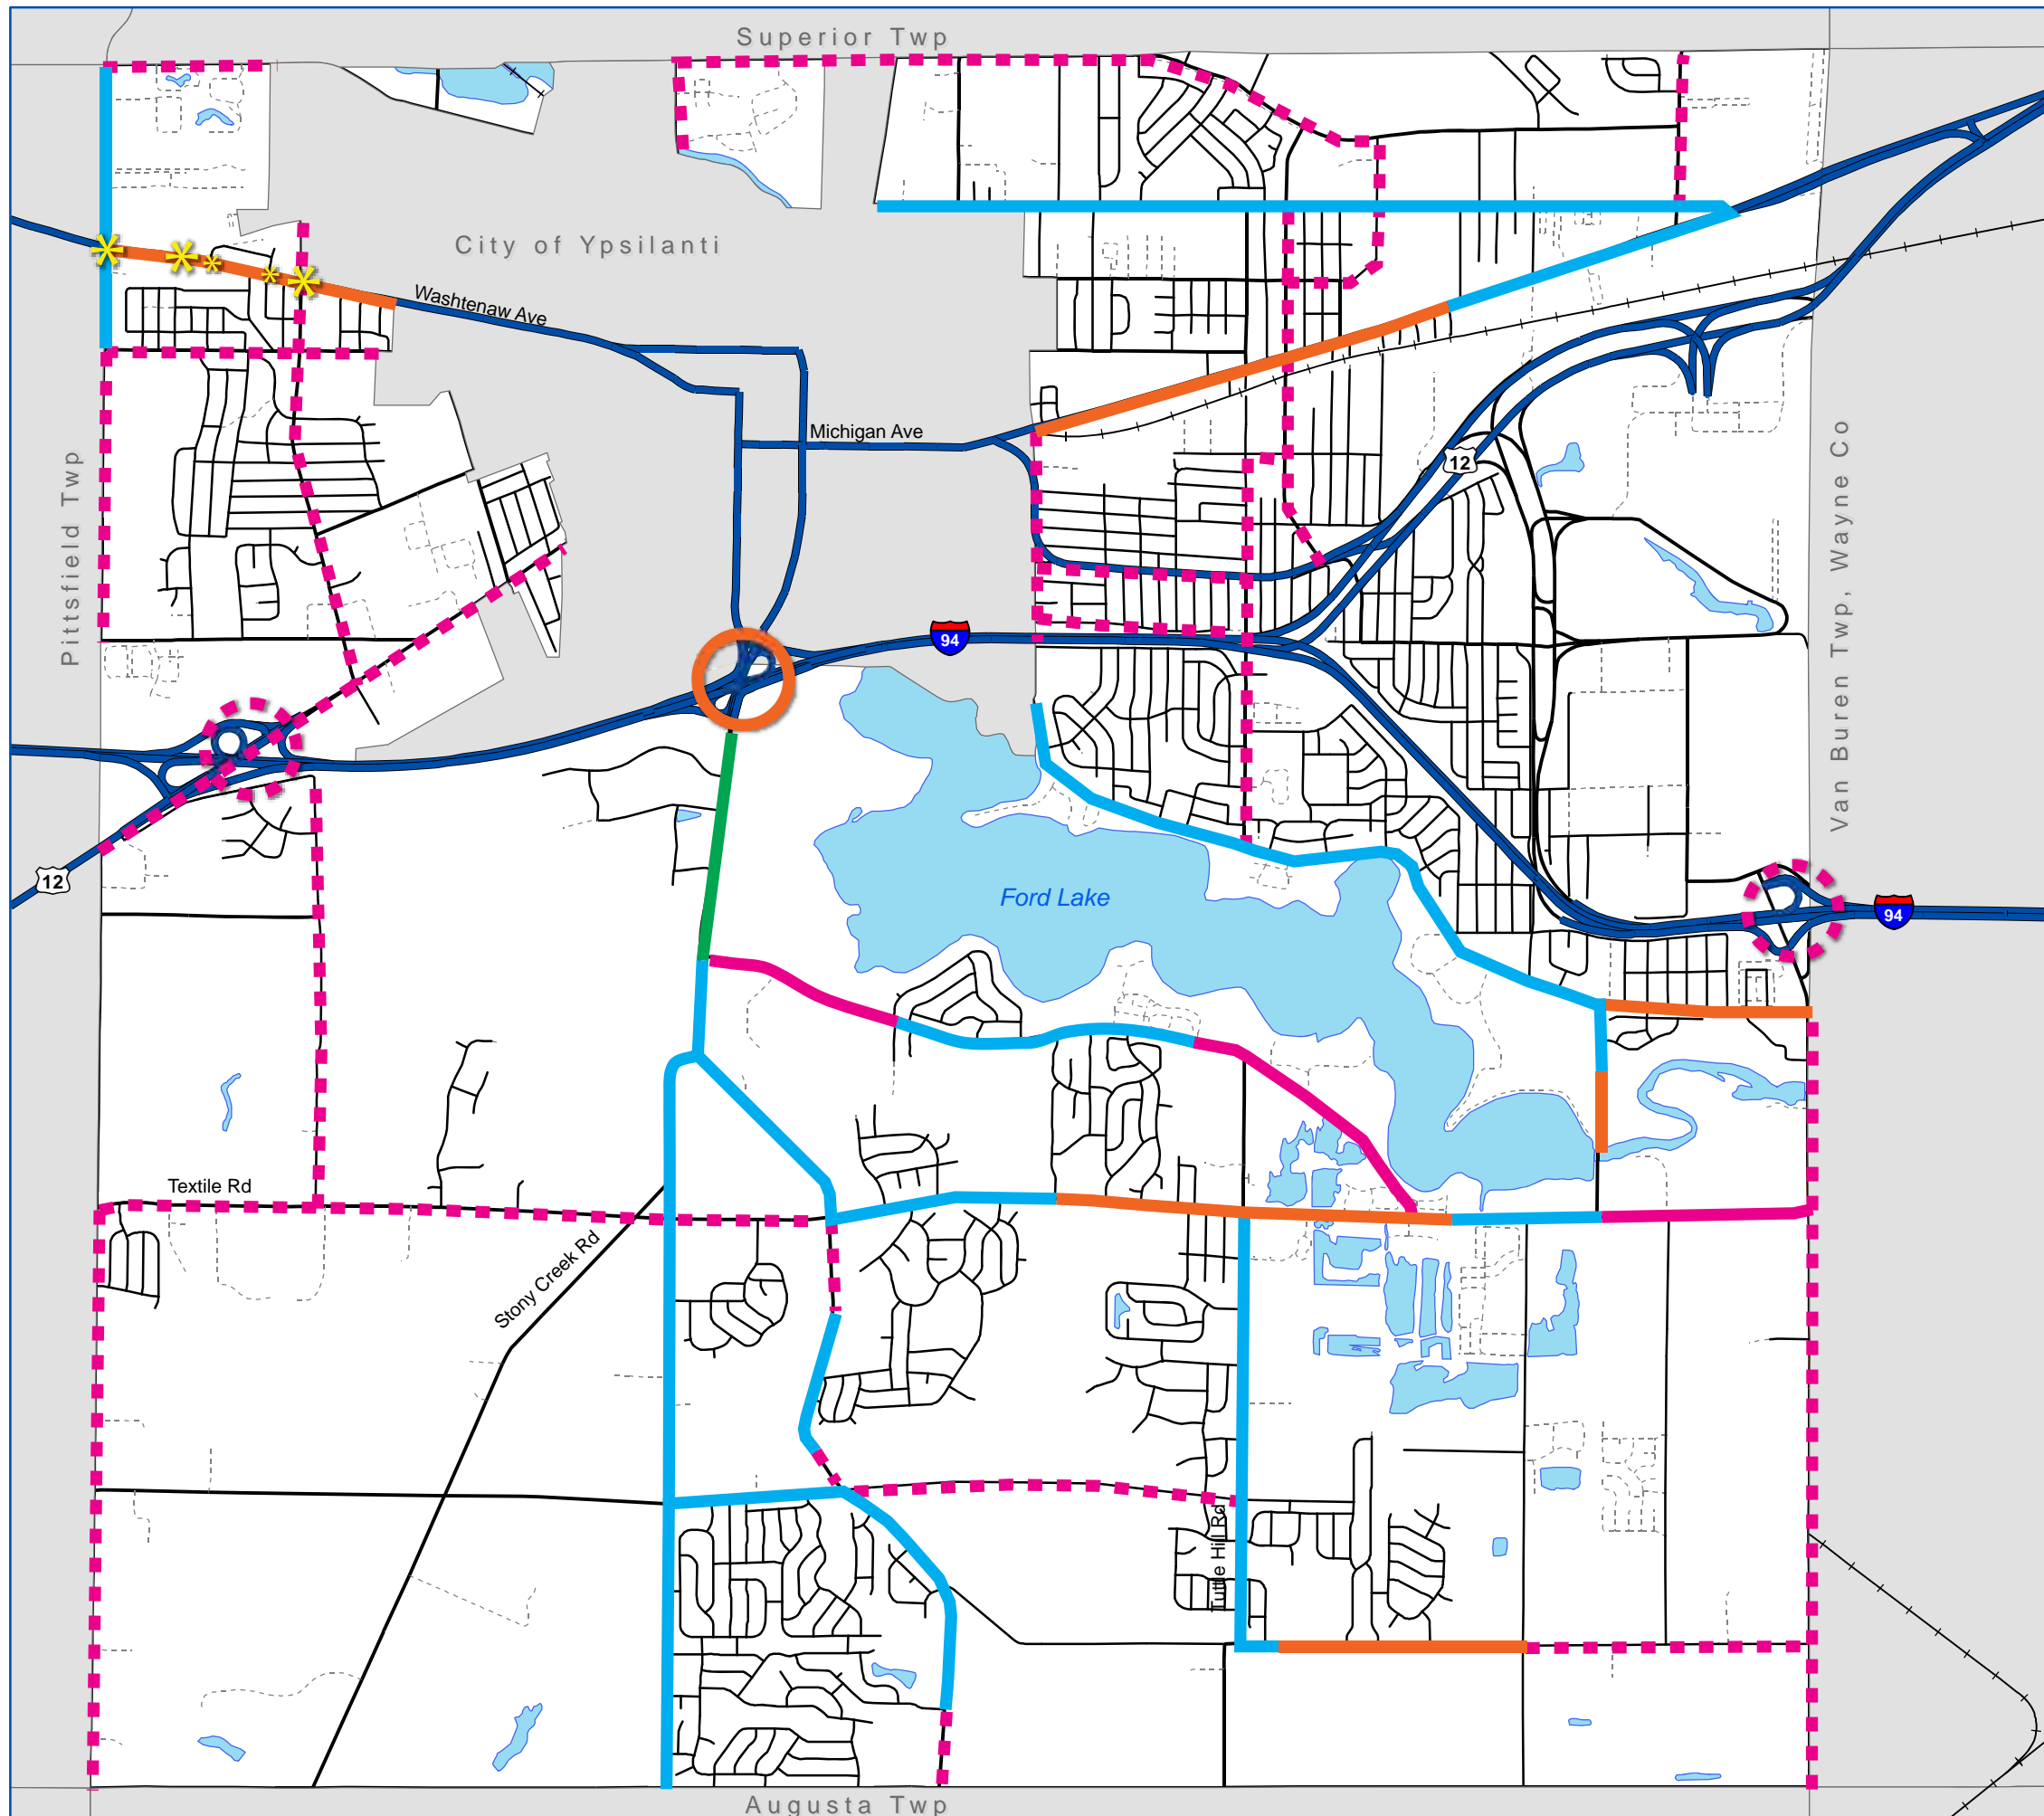 Superior Twp
City of Ypsilanti
Washtenaw Ave
Michigan Ave
12
Pittsfield Twp
Van Buren Twp, Wayne Co
94
12
Ford Lake
94
Textile Rd
Stony Creek Rd
Tuttle Hill Rd
Augusta Twp